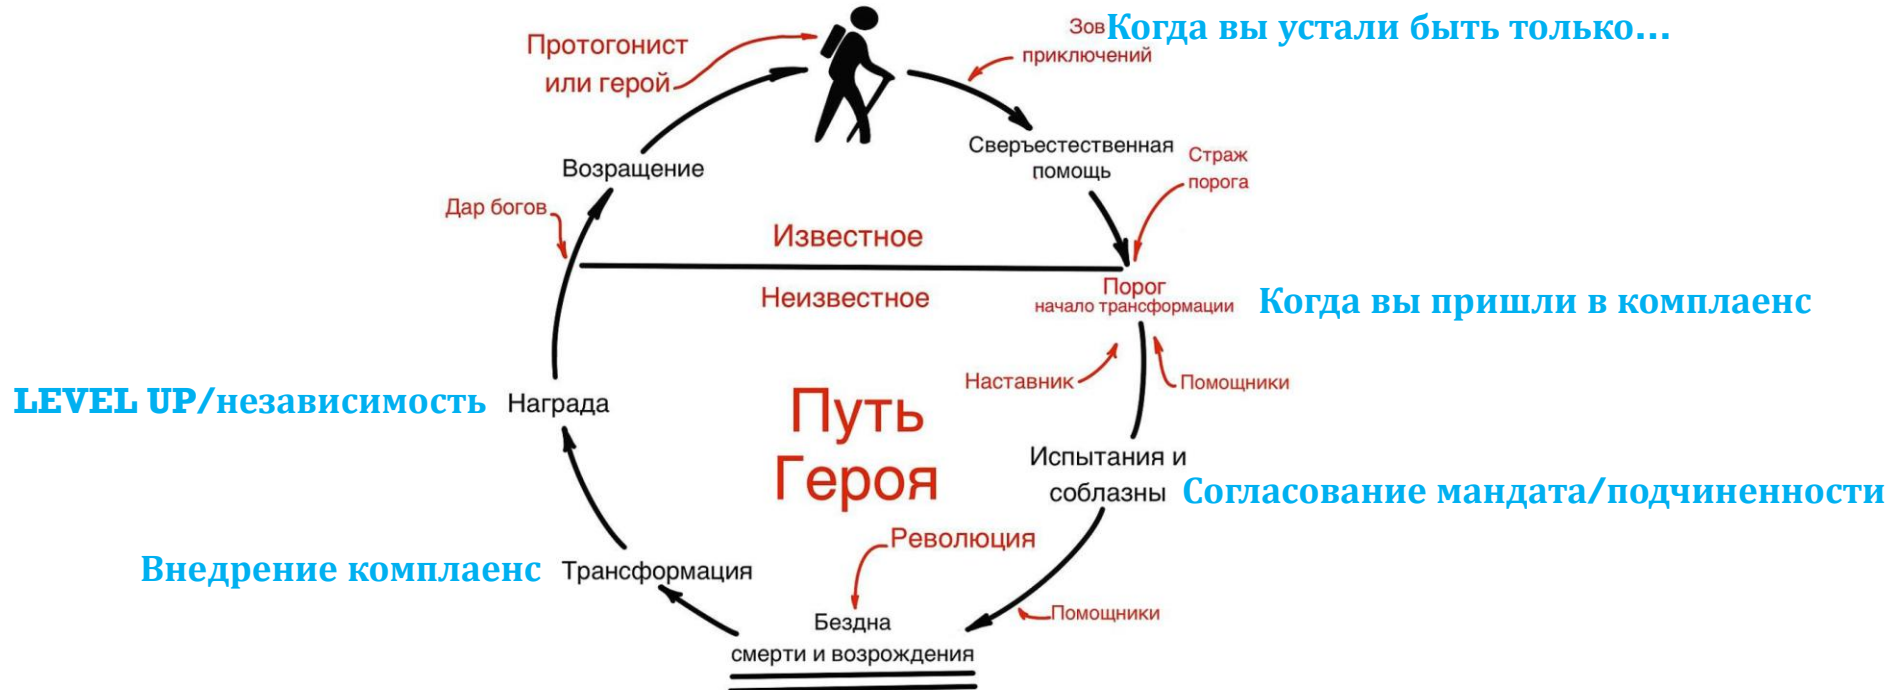 Протогонист
или герой
Зов
приключений
Когда вы устали быть только...
Сверъестественная
помощь
Страж
порога
Возращение
Дар богов
Известное
Неизвестное
Порог
начало трансформации
Когда вы пришли в комплаенс
Наставник
Помощники
LEVEL UP/независимость
Награда
Путь
Героя
Испытания и
соблазны
Согласование мандата/подчиненности
Революция
Внедрение комплаенс
Трансформация
Помощники
Бездна
смерти и возрождения